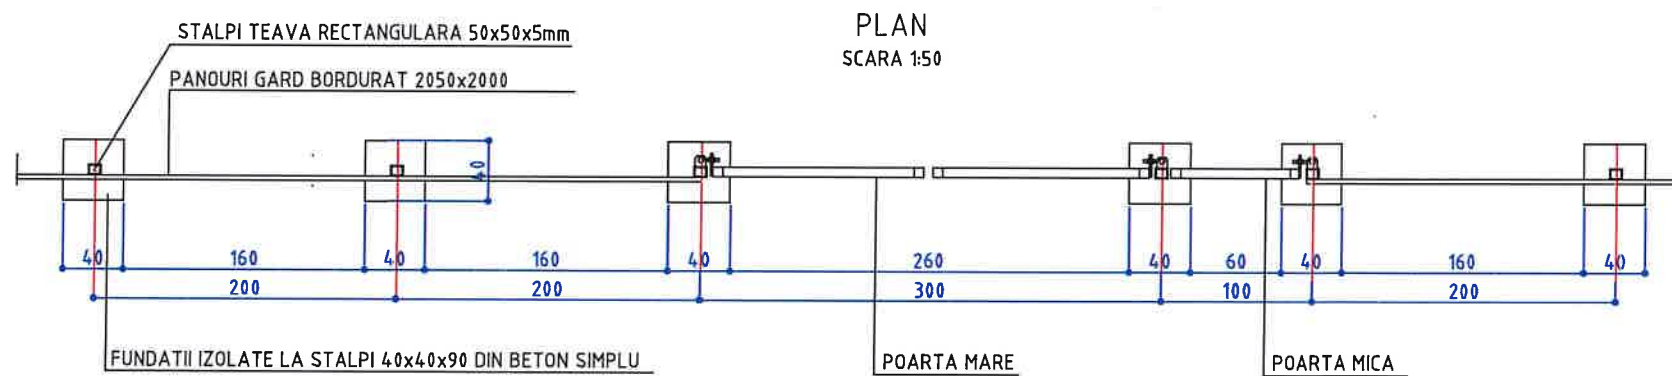 PLAN
SCARA 1:50
STALPI TEAVA RECTANGULARA 50x50x5mm
PANOURI GARD BORDURAT 2050x2000
40
40 160 40 160 40 260 40 60 40 160 40
200 200 300 100 200
FUNDATII IZOLATE LA STALPI 40x40x90 DIN BETON SIMPLU
POARTA MARE
POARTA MICA